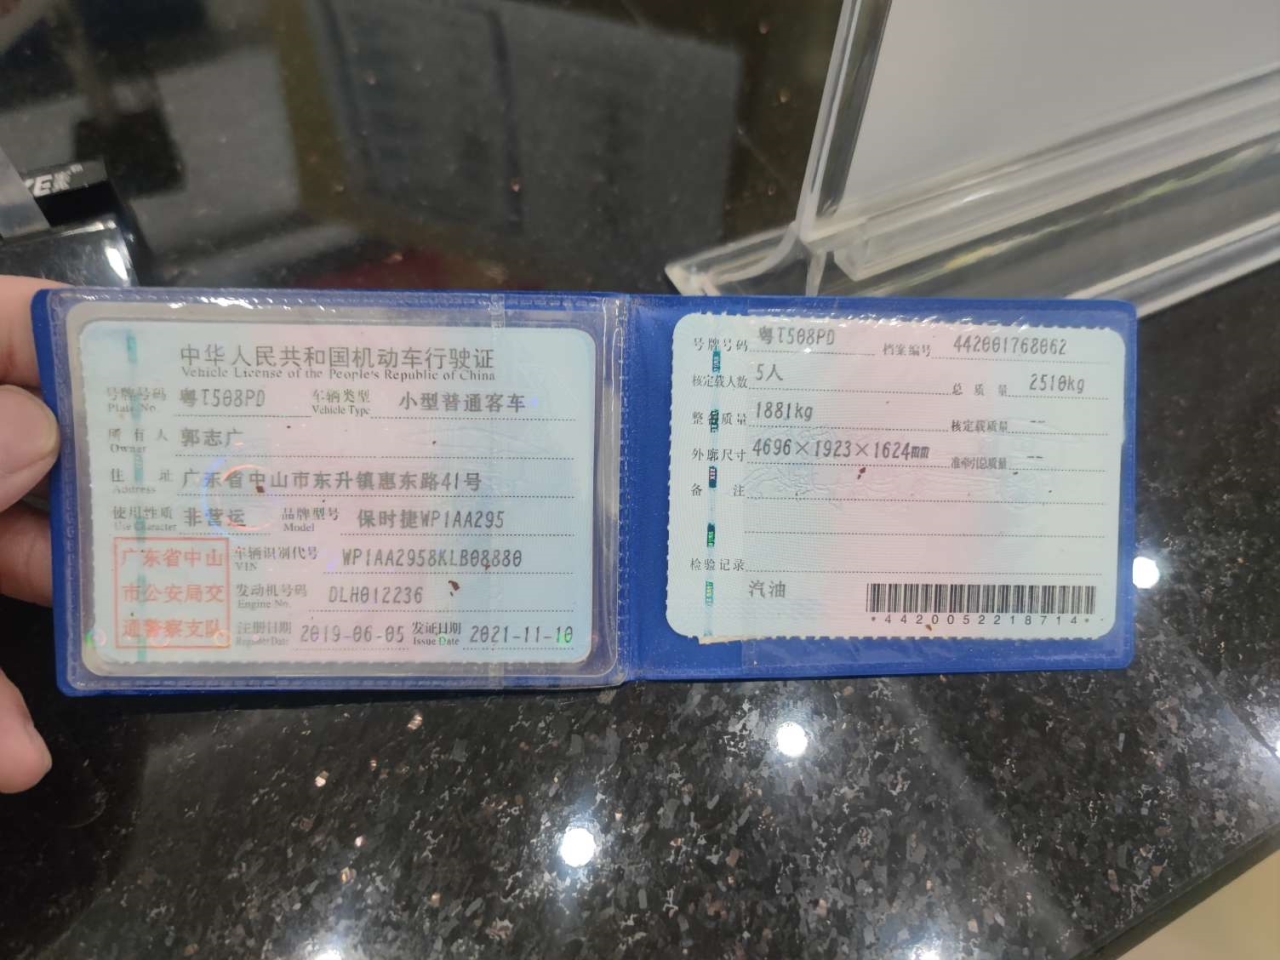 中华人民共和国机动车行驶证
Vehicle License of the People's Republic of China
号牌号码 粤T508PD 车辆类型 小型普通客车
Plate No. Vehicle Type
所有人 郭志广
Owner
住址 广东省中山市东升镇惠东路41号
Address
使用性质 非营运 品牌型号 保时捷WP1AA295
Use Character Model
广东省中山
市公安局交
通警察支队
车辆识别代号 WP1AA2958KLB08880
VIN
发动机号码 DLH012236
Engine No.
注册日期 2019-06-05 发证日期 2021-11-10
Register Date Issue Date
号牌号码 粤T508PD 档案编号 442001768062
核定载人数 5人 总质量 2510kg
整备质量 1881kg 核定载质量 --
外廓尺寸 4696×1923×1624mm 准牵引总质量 --
备注
检验记录
汽油
*4420052218714*